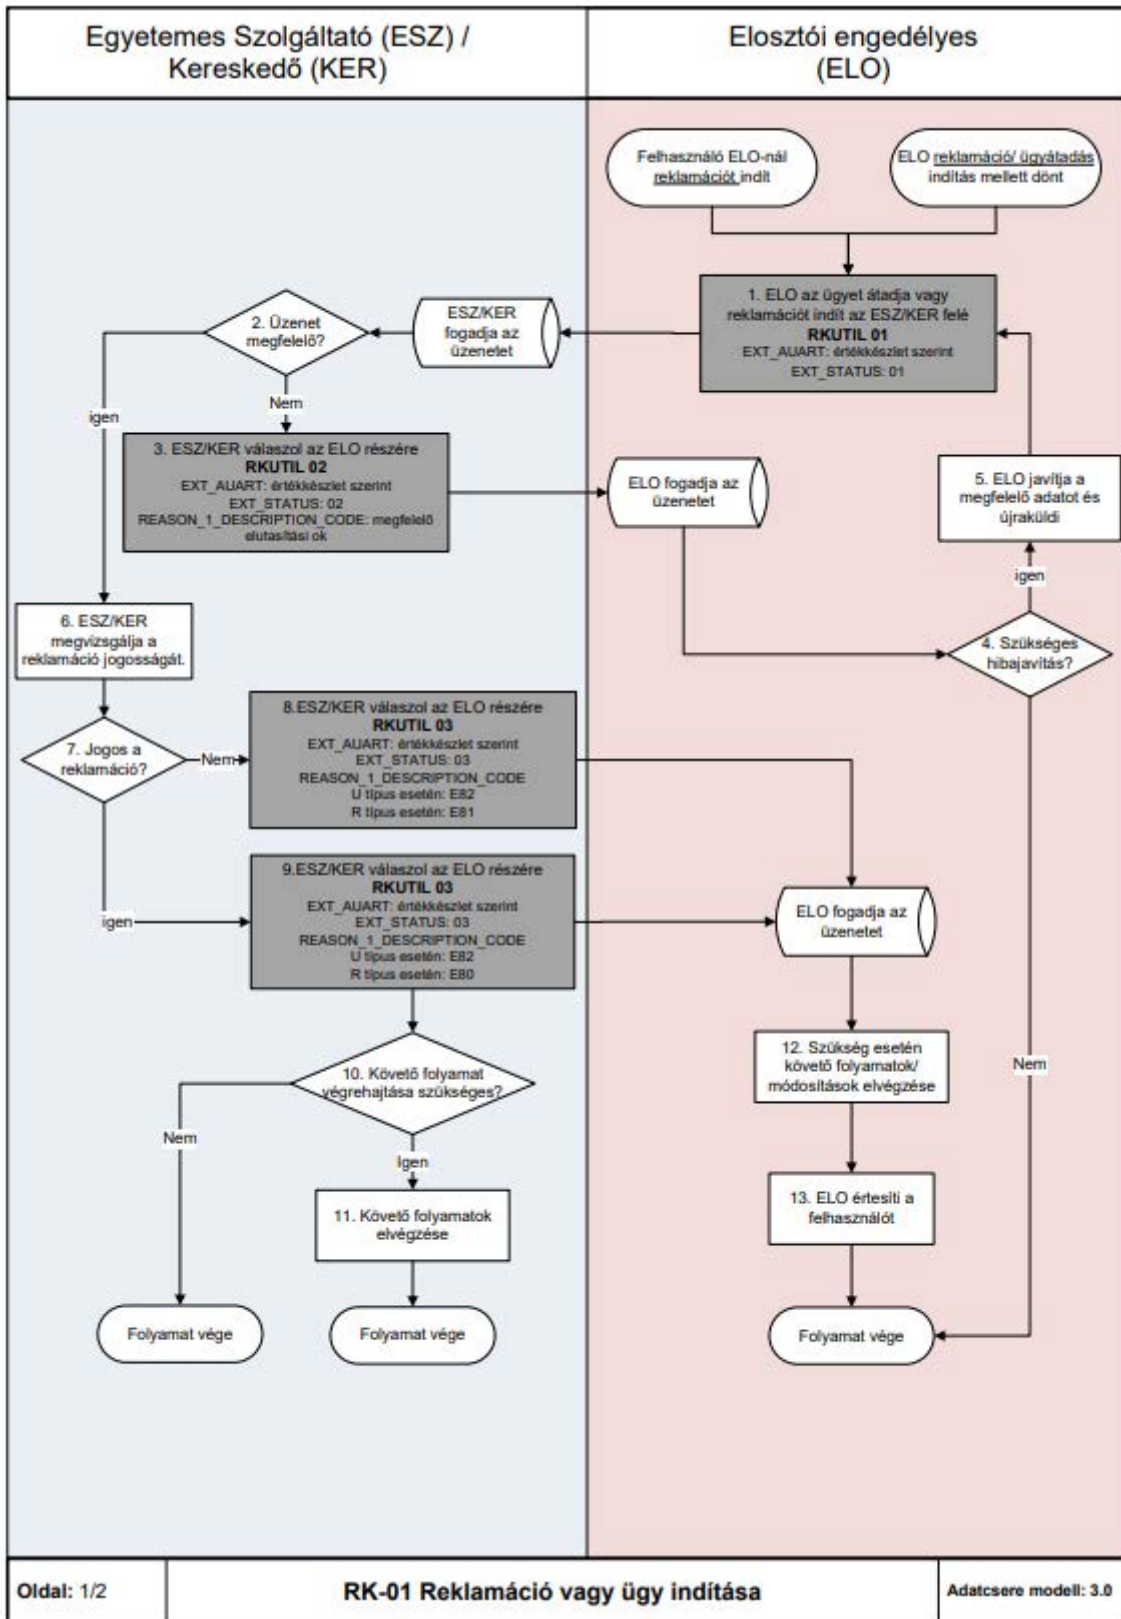 Egyetemes Szolgáltató (ESZ) /
Kereskedő (KER)
Elosztói engedélyes
(ELO)
Felhasználó ELO-nál
reklamációt indít
ELO reklamáció/ ügyátadás
indítás mellett dönt
1. ELO az ügyet átadja vagy
reklamációt indít az ESZ/KER felé
RKUTIL 01
EXT_AUART: értékkészlet szerint
EXT_STATUS: 01
ESZ/KER
fogadja az
üzenetet
2. Üzenet
megfelelő?
igen
Nem
3. ESZ/KER válaszol az ELO részére
RKUTIL 02
EXT_AUART: értékkészlet szerint
EXT_STATUS: 02
REASON_1_DESCRIPTION_CODE: megfelelő
elutasítási ok
ELO fogadja az
üzenetet
5. ELO javítja a
megfelelő adatot és
újraküldi
igen
4. Szükséges
hibajavítás?
6. ESZ/KER
megvizsgálja a
reklamáció jogosságát.
7. Jogos a
reklamáció?
Nem
8.ESZ/KER válaszol az ELO részére
RKUTIL 03
EXT_AUART: értékkészlet szerint
EXT_STATUS: 03
REASON_1_DESCRIPTION_CODE
U típus esetén: E82
R típus esetén: E81
igen
9.ESZ/KER válaszol az ELO részére
RKUTIL 03
EXT_AUART: értékkészlet szerint
EXT_STATUS: 03
REASON_1_DESCRIPTION_CODE
U típus esetén: E82
R típus esetén: E80
ELO fogadja az
üzenetet
10. Követő folyamat
végrehajtása szükséges?
12. Szükség esetén
követő folyamatok/
módosítások elvégzése
Nem
Nem
Igen
11. Követő folyamatok
elvégzése
13. ELO értesíti a
felhasználót
Folyamat vége
Folyamat vége
Folyamat vége
Oldal: 1/2
RK-01 Reklamáció vagy ügy indítása
Adatcsere modell: 3.0